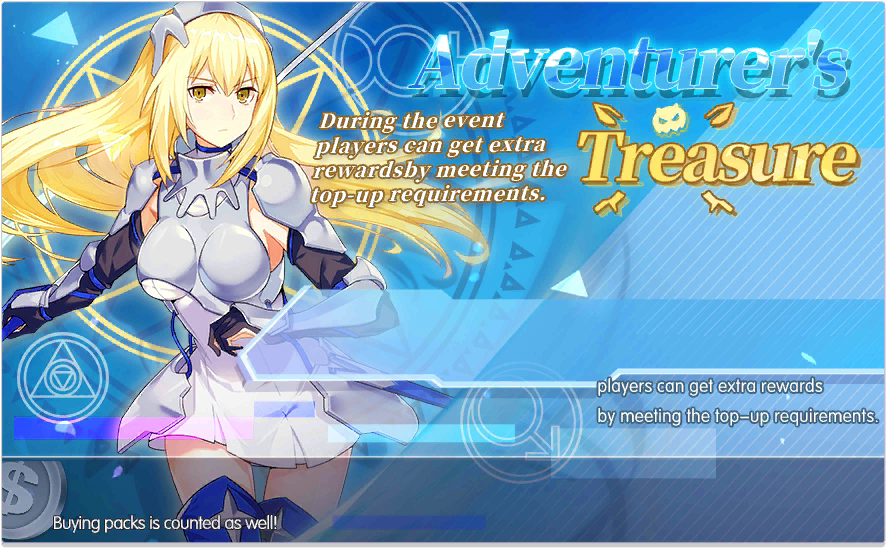 Adventurer's
Treasure
During the event
players can get extra
rewardsby meeting the
top-up requirements.
players can get extra rewards
by meeting the top-up requirements.
$
Buying packs is counted as well!